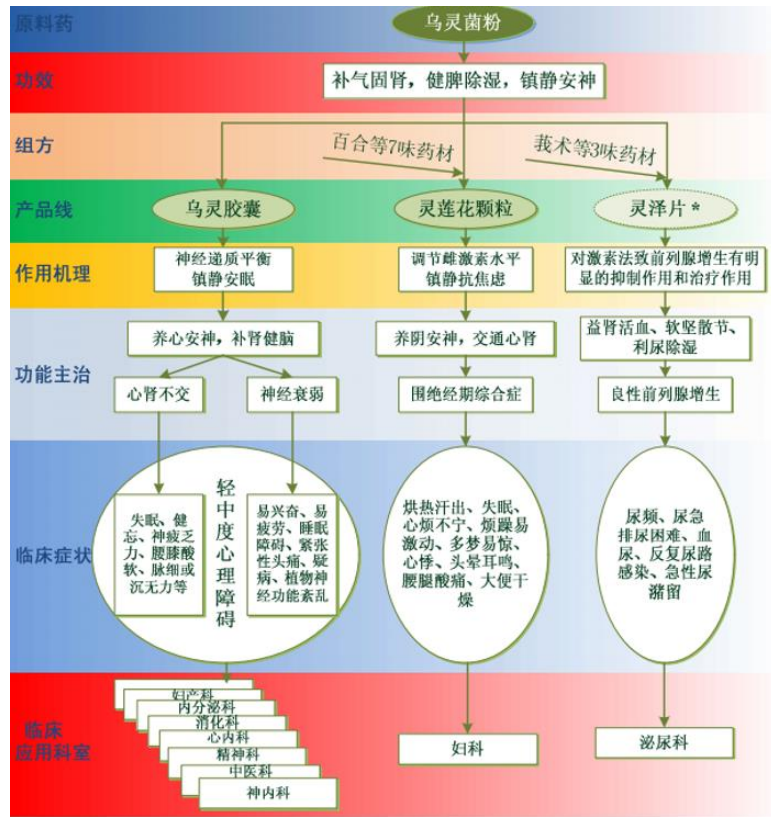 原料药
乌灵菌粉
功效
补气固肾，健脾除湿，镇静安神
组方
百合等7味药材
莪术等3味药材
产品线
乌灵胶囊
灵莲花颗粒
灵泽片*
作用机理
神经递质平衡
镇静安眠
调节雌激素水平
镇静抗焦虑
对激素法致前列腺增生有明
显的抑制作用和治疗作用
功能主治
养心安神，补肾健脑
养阴安神，交通心肾
益肾活血、软坚散节、
利尿除湿
心肾不交
神经衰弱
围绝经期综合症
良性前列腺增生
临床症状
轻中度心理障碍
失眠、健
忘、神疲乏
力、腰膝酸
软、脉细或
沉无力等
易兴奋、易
疲劳、睡眠
障碍、紧张
性头痛、疑
病、植物神
经功能紊乱
烘热汗出、失眠、
心烦不宁、烦躁易
激动、多梦易惊、
心悸、头晕耳鸣、
腰腿酸痛、大便干
燥
尿频、尿急
排尿困难、血
尿、反复尿路
感染、急性尿
潴留
临床
应用科室
妇产科
内分泌科
消化科
心内科
精神科
中医科
神内科
妇科
泌尿科